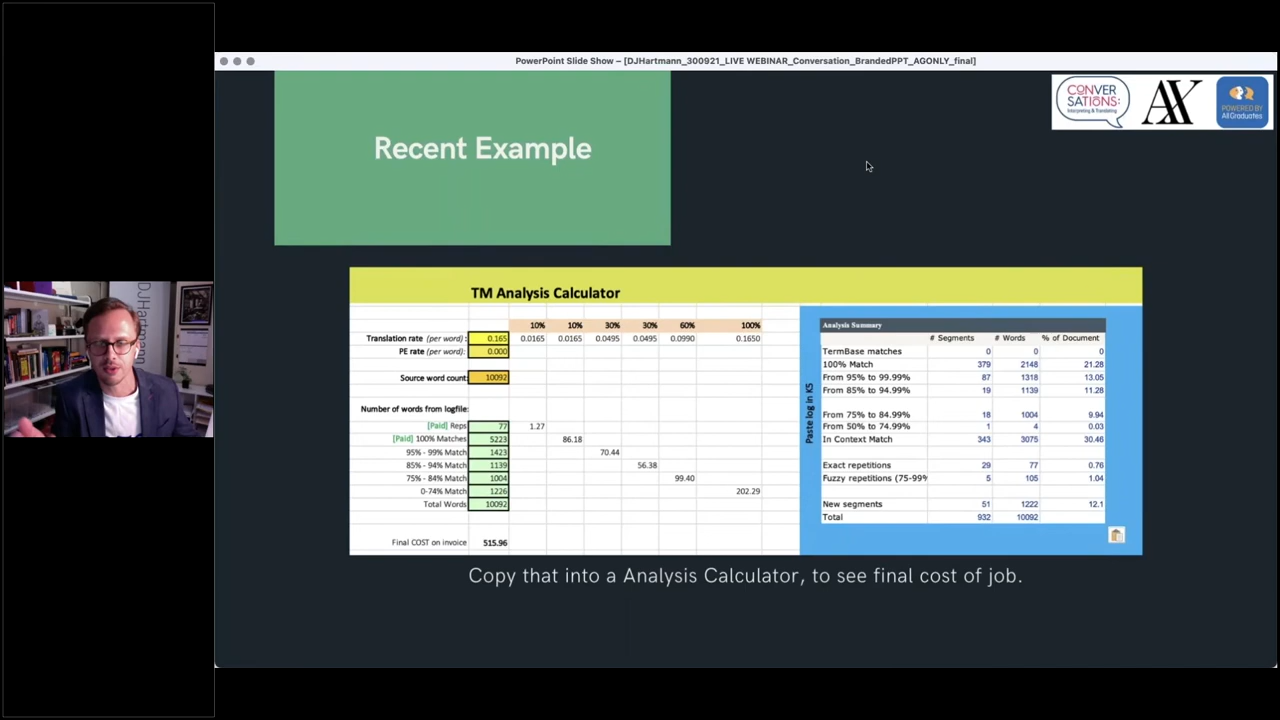 PowerPoint Slide Show – [DJHartmann_300921_LIVE WEBINAR_Conversation_BrandedPPT_AGONLY_final]
CONVERSATIONS:
Interpreting & Translating
AX
POWERED BY
AllGraduates
Recent Example
DJHartmann
TM Analysis Calculator
10% 10% 30% 30% 60% 100%
Translation rate (per word) : 0.165 0.0165 0.0165 0.0495 0.0495 0.0990 0.1650
PE rate (per word): 0.000
Source word count: 10092
Number of words from logfile:
[Paid] Reps 77 1.27
[Paid] 100% Matches 5223 86.18
95% - 99% Match 1423 70.44
85% - 94% Match 1139 56.38
75% - 84% Match 1004 99.40
0-74% Match 1226 202.29
Total Words 10092
Final COST on invoice 515.96
Paste log in K5
Analysis Summary
# Segments # Words % of Document
TermBase matches 0 0 0
100% Match 379 2148 21.28
From 95% to 99.99% 87 1318 13.05
From 85% to 94.99% 19 1139 11.28
From 75% to 84.99% 18 1004 9.94
From 50% to 74.99% 1 4 0.03
In Context Match 343 3075 30.46
Exact repetitions 29 77 0.76
Fuzzy repetitions (75-99% 5 105 1.04
New segments 51 1222 12.1
Total 932 10092
Copy that into a Analysis Calculator, to see final cost of job.